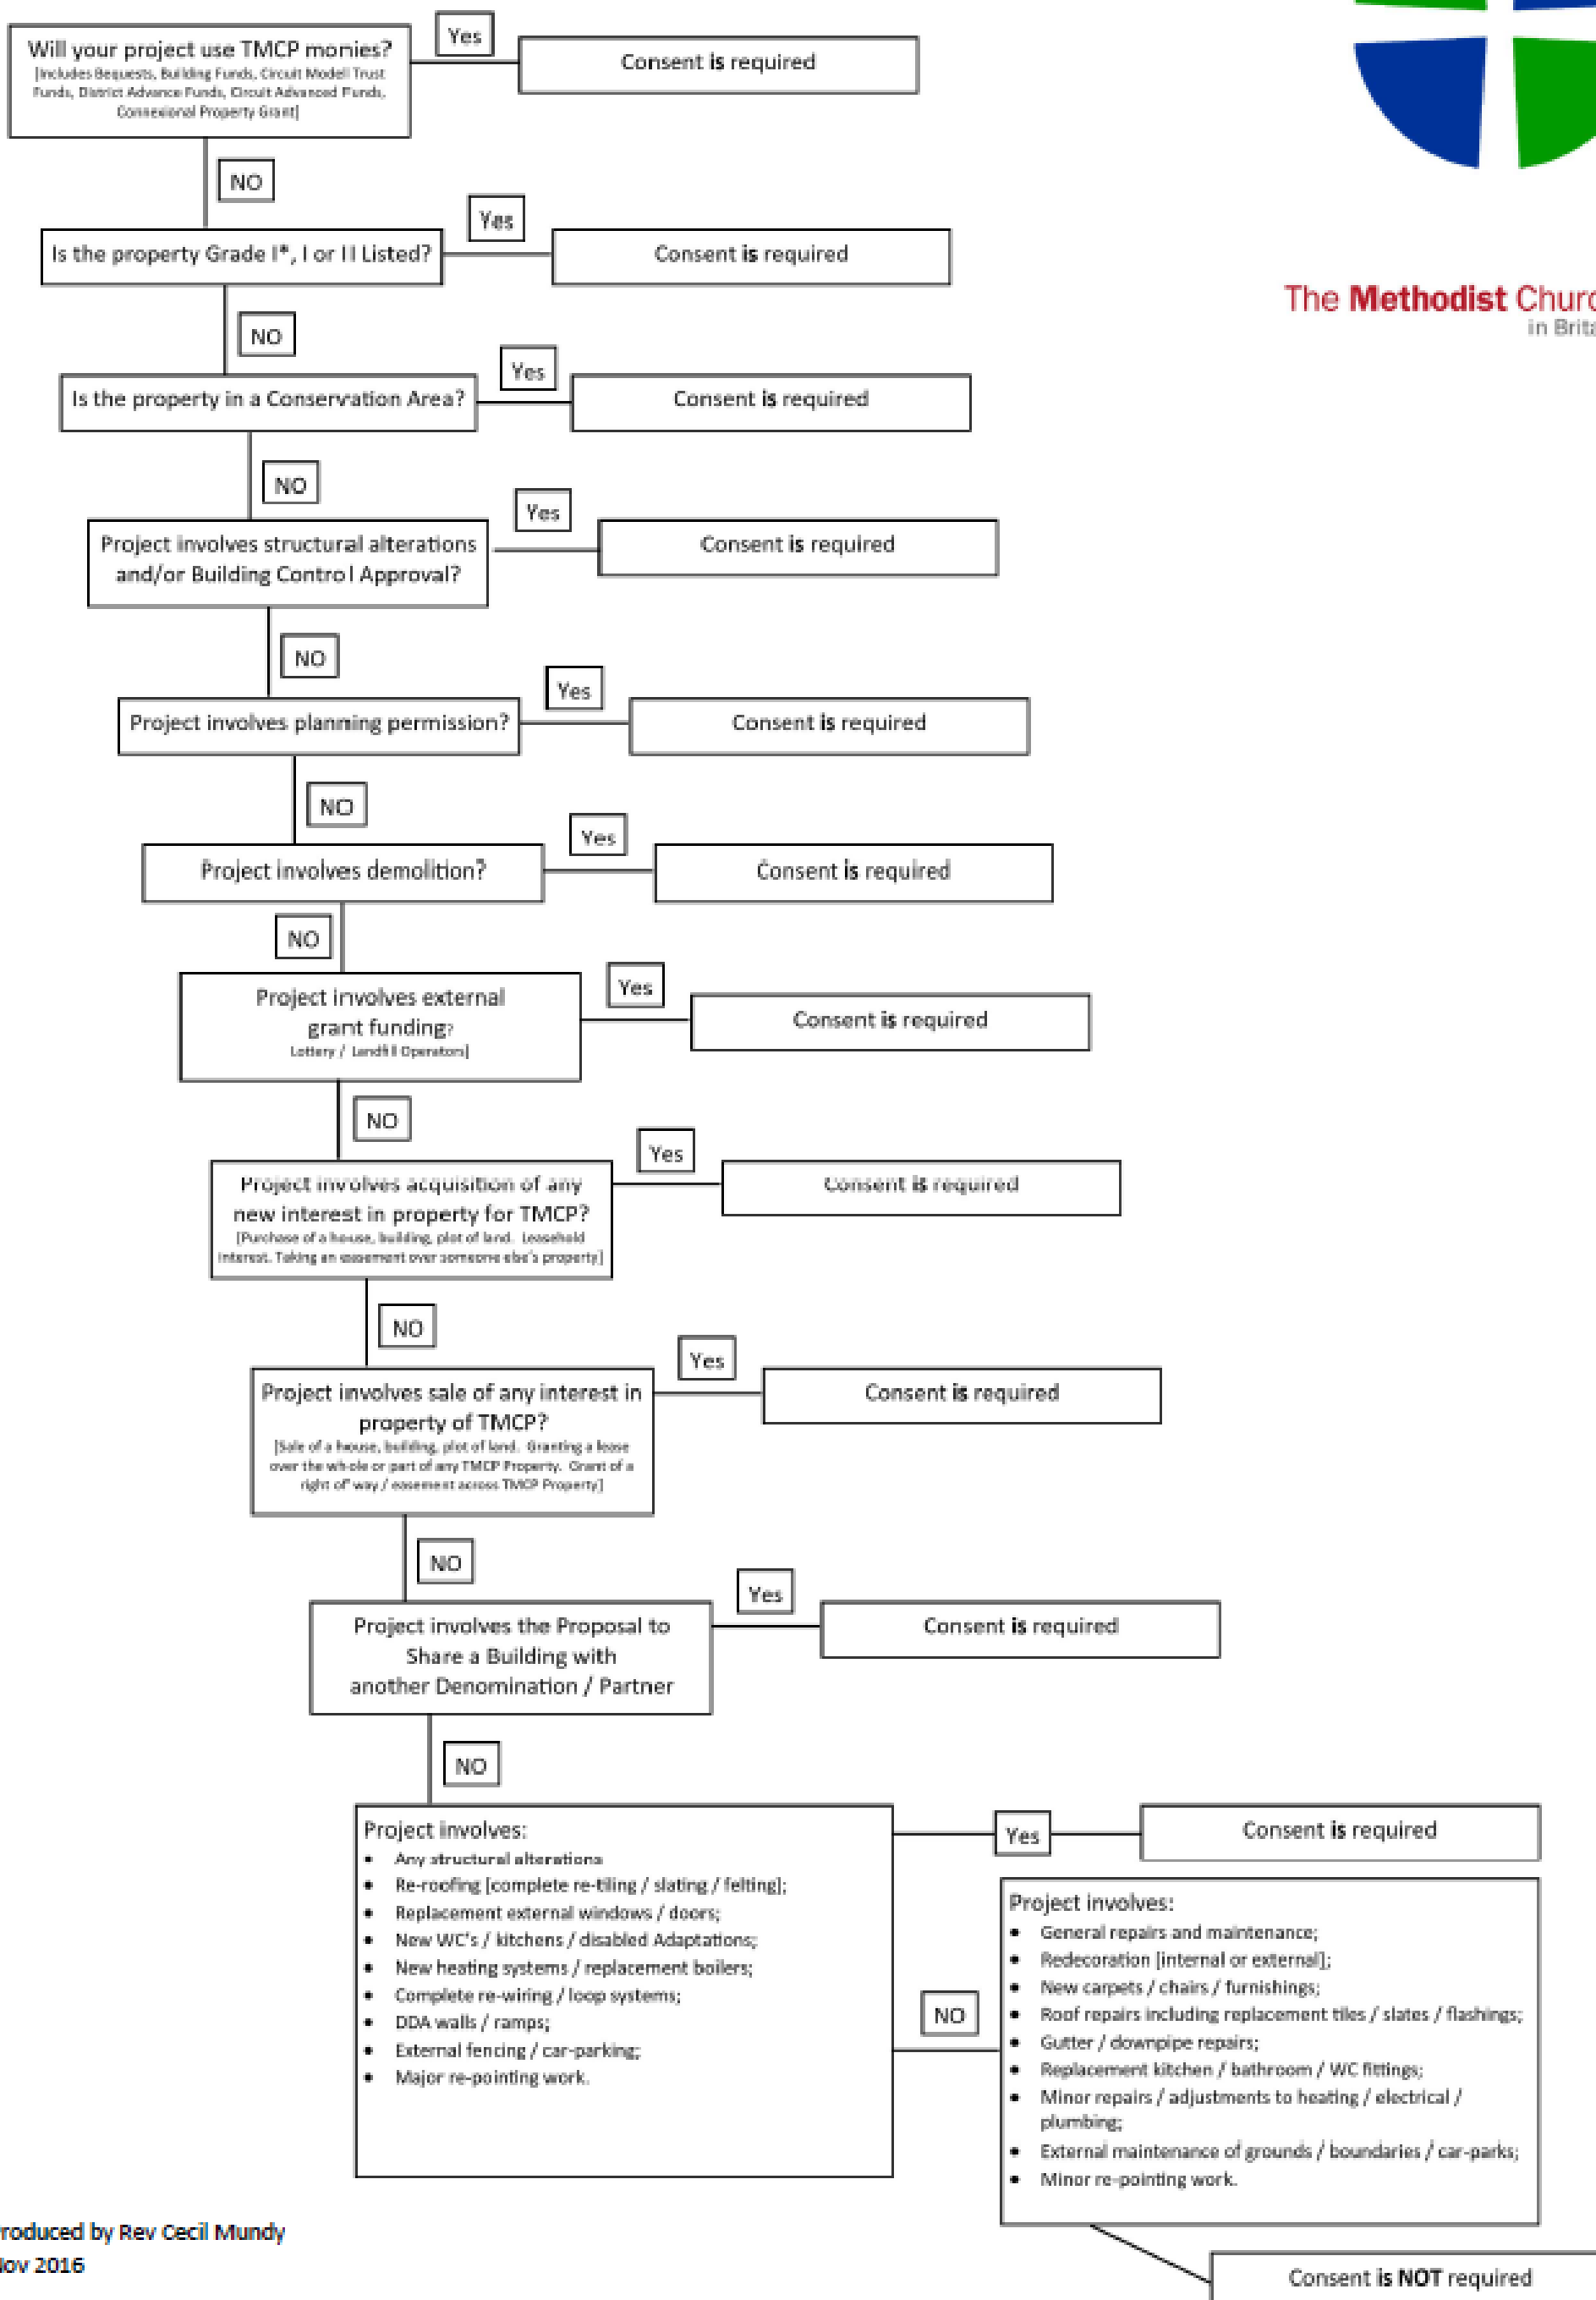 Will your project use TMCP monies?
Yes
Consent is required
[Includes Bequests, Building Funds, Circuit Modell Trust
Funds, District Advance Funds, Circuit Advanced Funds,
Connexional Property Grant]
NO
Is the property Grade I*, I or II Listed?
Yes
Consent is required
The Methodist Churc
in Brita
NO
Is the property in a Conservation Area?
Yes
Consent is required
NO
Project involves structural alterations
and/or Building Control Approval?
Yes
Consent is required
NO
Project involves planning permission?
Yes
Consent is required
NO
Project involves demolition?
Yes
Consent is required
NO
Project involves external
grant funding?
Lottery / Landfill Operators]
Yes
Consent is required
NO
Project involves acquisition of any
new interest in property for TMCP?
[Purchase of a house, building, plot of land. Leasehold
interest. Taking an easement over someone else's property]
Yes
Consent is required
NO
Project involves sale of any interest in
property of TMCP?
[Sale of a house, building, plot of land. Granting a lease
over the whole or part of any TMCP Property. Grant of a
right of way / easement across TMCP Property]
Yes
Consent is required
NO
Project involves the Proposal to
Share a Building with
another Denomination / Partner
Yes
Consent is required
NO
Project involves:
• Any structural alterations
• Re-roofing [complete re-tiling / slating / felting];
• Replacement external windows / doors;
• New WC's / kitchens / disabled Adaptations;
• New heating systems / replacement boilers;
• Complete re-wiring / loop systems;
• DDA walls / ramps;
• External fencing / car-parking;
• Major re-pointing work.
Yes
Consent is required
NO
Project involves:
• General repairs and maintenance;
• Redecoration [internal or external];
• New carpets / chairs / furnishings;
• Roof repairs including replacement tiles / slates / flashings;
• Gutter / downpipe repairs;
• Replacement kitchen / bathroom / WC fittings;
• Minor repairs / adjustments to heating / electrical /
plumbing;
• External maintenance of grounds / boundaries / car-parks;
• Minor re-pointing work.
roduced by Rev Cecil Mundy
Nov 2016
Consent is NOT required